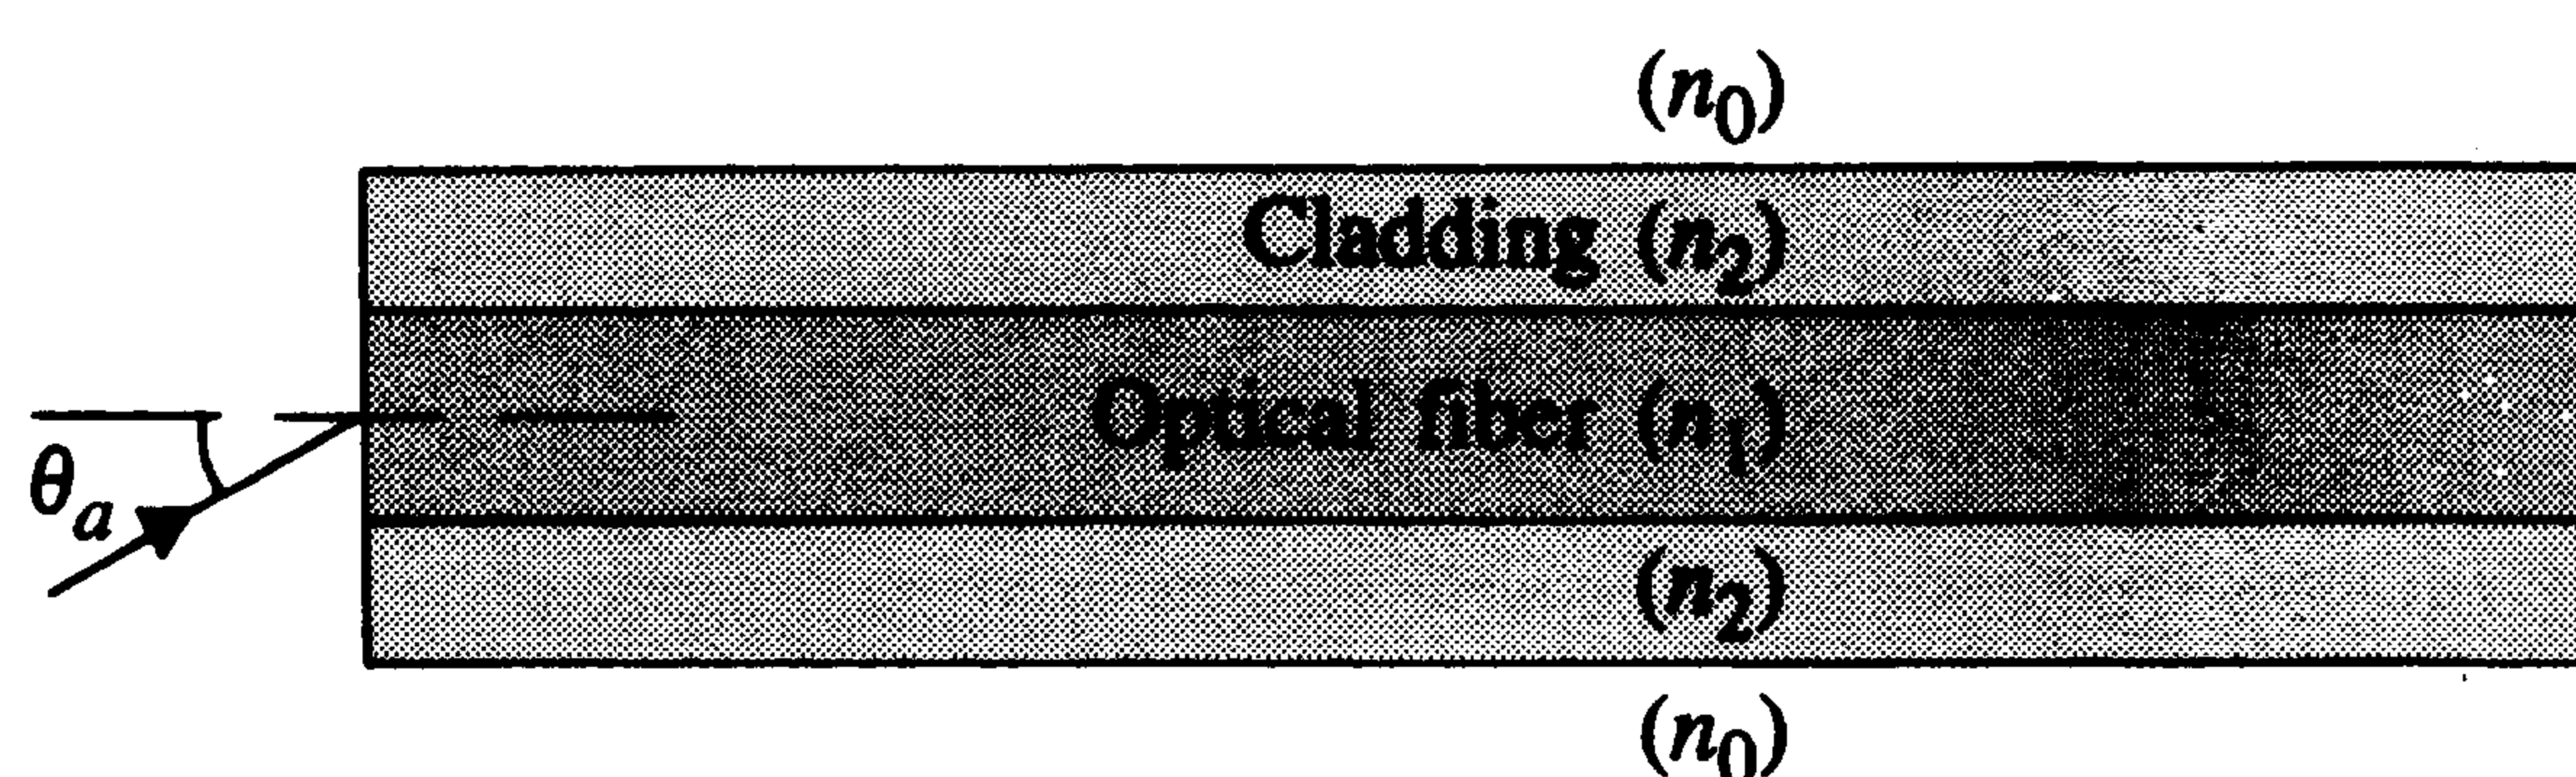 (n₀)
Cladding (n₂)
Optical fiber (n₁)
θₐ
(n₂)
(n₀)